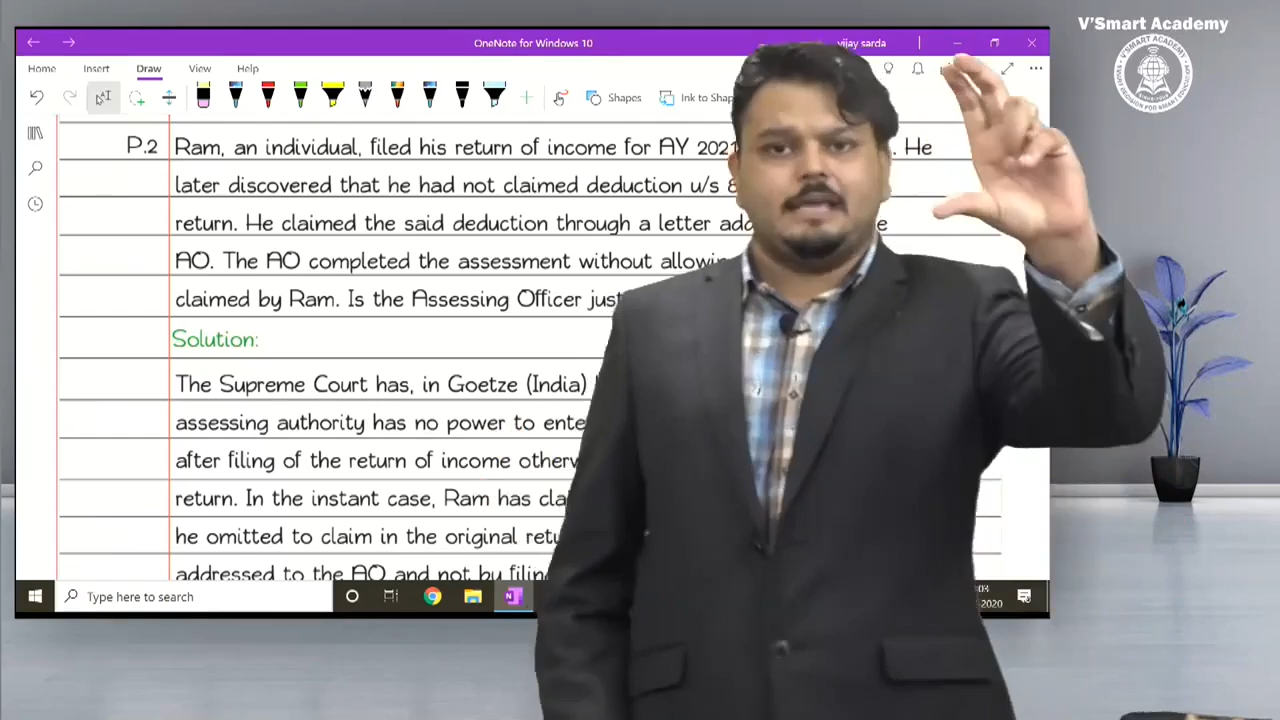 V'Smart Academy
OneNote for Windows 10
vijay sarda
Home Insert Draw View Help
Shapes Ink to Shap
P.2 Ram, an individual, filed his return of income for AY 2021 . He
later discovered that he had not claimed deduction u/s
return. He claimed the said deduction through a letter add e
AO. The AO completed the assessment without allowin
claimed by Ram. Is the Assessing Officer jus
Solution:
The Supreme Court has, in Goetze (India)
assessing authority has no power to ente
after filing of the return of income otherw
return. In the instant case, Ram has cla
he omitted to claim in the original retu
addressed to the AO and not by filing
Type here to search
:03
-2020